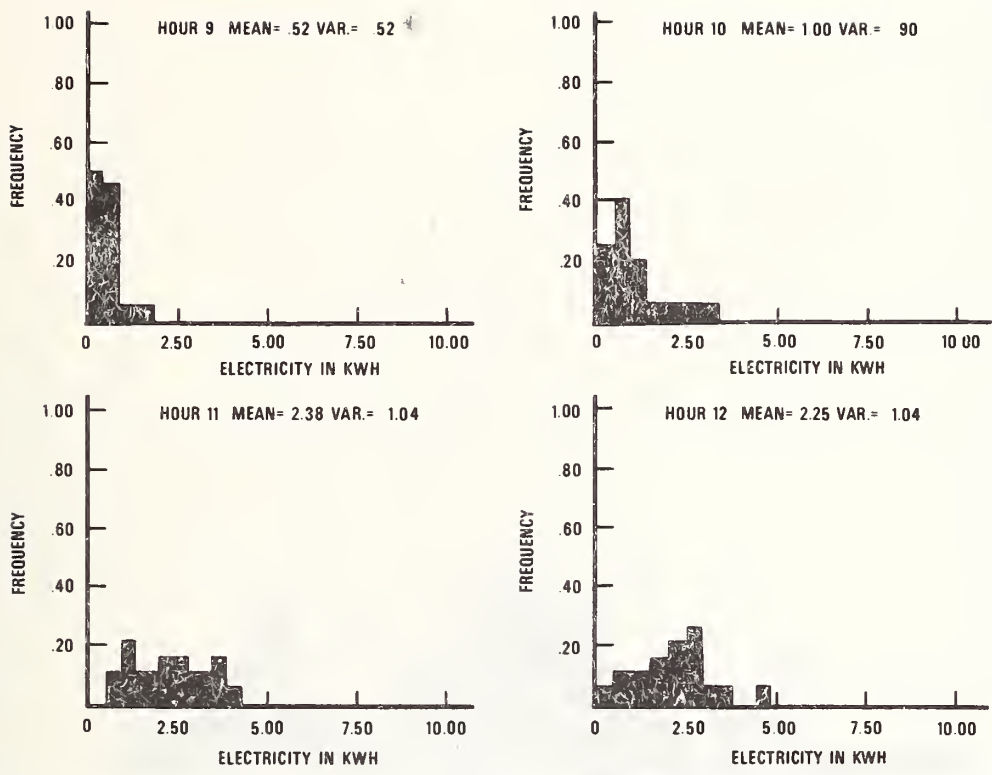 HOUR 9 MEAN= .52 VAR.= .52
1.00
.80
.60
.40
.20
FREQUENCY
0 2.50 5.00 7.50 10.00
ELECTRICITY IN KWH
HOUR 10 MEAN= 1.00 VAR.= 90
1.00
.80
.60
.40
.20
FREQUENCY
0 2.50 5.00 7.50 10.00
ELECTRICITY IN KWH
HOUR 11 MEAN= 2.38 VAR.= 1.04
1.00
.80
.60
.40
.20
FREQUENCY
0 2.50 5.00 7.50 10.00
ELECTRICITY IN KWH
HOUR 12 MEAN= 2.25 VAR.= 1.04
1.00
.80
.60
.40
.20
FREQUENCY
0 2.50 5.00 7.50 10.00
ELECTRICITY IN KWH